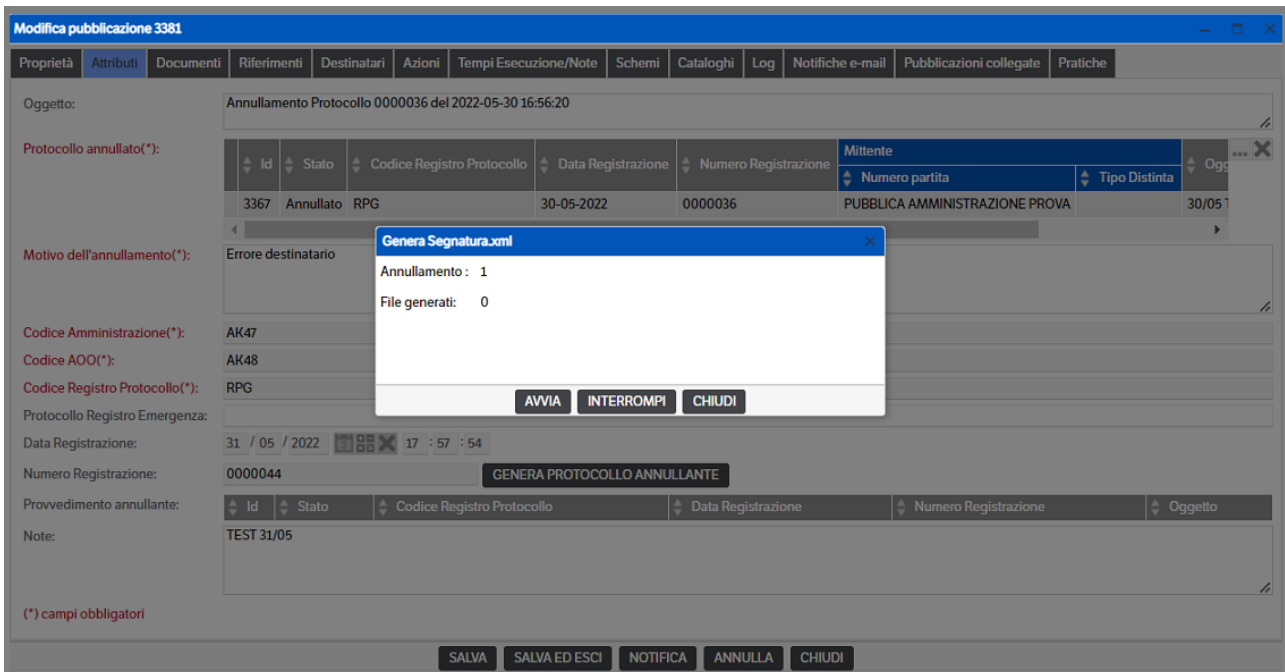 Modifica pubblicazione 3381
Proprietà Attributi Documenti Riferimenti Destinatari Azioni Tempi Esecuzione/Note Schemi Cataloghi Log Notifiche e-mail Pubblicazioni collegate Pratiche
Oggetto: Annullamento Protocollo 0000036 del 2022-05-30 16:56:20
Protocollo annullato(*):
Mittente
Id Stato Codice Registro Protocollo Data Registrazione Numero Registrazione Numero partita Tipo Distinta Ogg
3367 Annullato RPG 30-05-2022 0000036 PUBBLICA AMMINISTRAZIONE PROVA 30/05
Motivo dell'annullamento(*): Errore destinatario
Genera Segnatura.xml
Annullamento : 1
File generati: 0
AVVIA INTERROMPI CHIUDI
Codice Amministrazione(*): AK47
Codice AOO(*): AK48
Codice Registro Protocollo(*): RPG
Protocollo Registro Emergenza:
Data Registrazione: 31 / 05 / 2022 17 : 57 : 54
Numero Registrazione: 0000044 GENERA PROTOCOLLO ANNULLANTE
Provvedimento annullante: Id Stato Codice Registro Protocollo Data Registrazione Numero Registrazione Oggetto
Note: TEST 31/05
(*) campi obbligatori
SALVA SALVA ED ESCI NOTIFICA ANNULLA CHIUDI